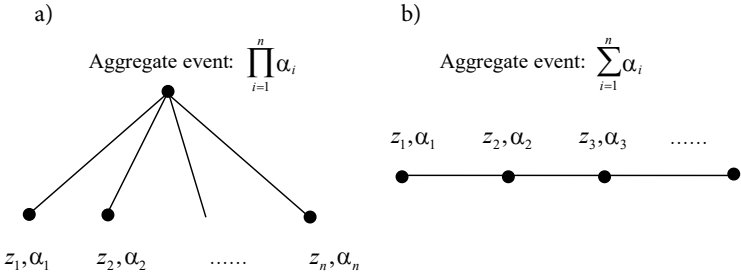 a)
Aggregate event: ∏_{i=1}^{n} α_i
z_1,α_1 z_2,α_2 ...... z_n,α_n
b)
Aggregate event: ∑_{i=1}^{n} α_i
z_1,α_1 z_2,α_2 z_3,α_3 ......